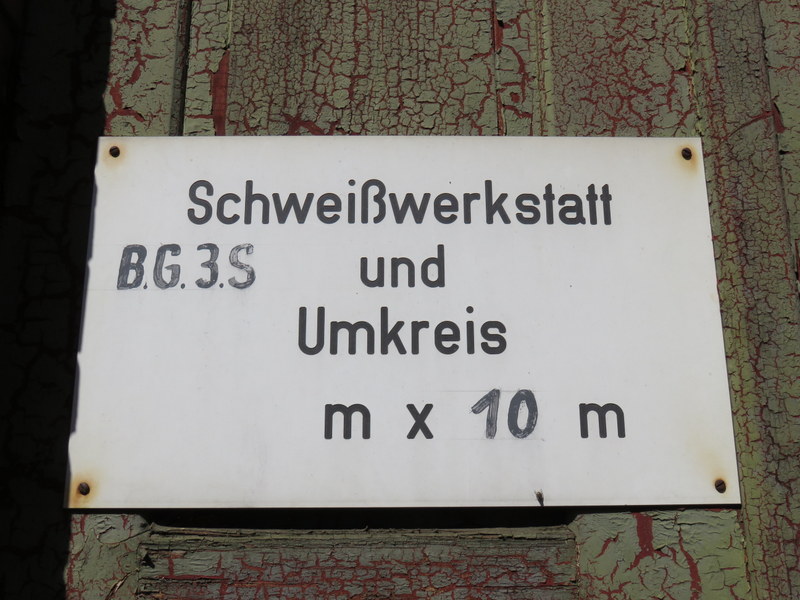 Schweißwerkstatt
B.G.3.S und
Umkreis
m x 10 m